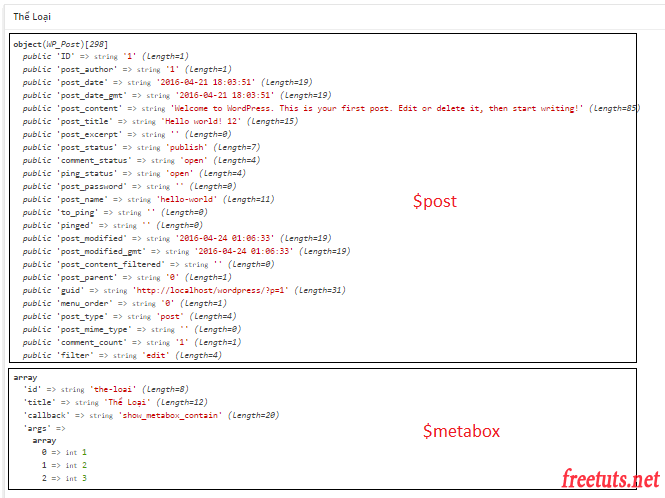 Thể Loại
object(WP_Post)[298]
public 'ID' => string '1' (length=1)
public 'post_author' => string '1' (length=1)
public 'post_date' => string '2016-04-21 18:03:51' (length=19)
public 'post_date_gmt' => string '2016-04-21 18:03:51' (length=19)
public 'post_content' => string 'Welcome to WordPress. This is your first post. Edit or delete it, then start writing!' (length=85)
public 'post_title' => string 'Hello world! 12' (length=15)
public 'post_excerpt' => string '' (length=0)
public 'post_status' => string 'publish' (length=7)
public 'comment_status' => string 'open' (length=4)
public 'ping_status' => string 'open' (length=4)
public 'post_password' => string '' (length=0)
public 'post_name' => string 'hello-world' (length=11)
public 'to_ping' => string '' (length=0)
public 'pinged' => string '' (length=0)
public 'post_modified' => string '2016-04-24 01:06:33' (length=19)
public 'post_modified_gmt' => string '2016-04-24 01:06:33' (length=19)
public 'post_content_filtered' => string '' (length=0)
public 'post_parent' => string '0' (length=1)
public 'guid' => string 'http://localhost/wordpress/?p=1' (length=31)
public 'menu_order' => string '0' (length=1)
public 'post_type' => string 'post' (length=4)
public 'post_mime_type' => string '' (length=0)
public 'comment_count' => string '1' (length=1)
public 'filter' => string 'edit' (length=4)
$post
array
'id' => string 'the-loai' (length=8)
'title' => string 'Thể Loại' (length=12)
'callback' => string 'show_metabox_contain' (length=20)
'args' =>
array
0 => int 1
1 => int 2
2 => int 3
$metabox
freetuts.net